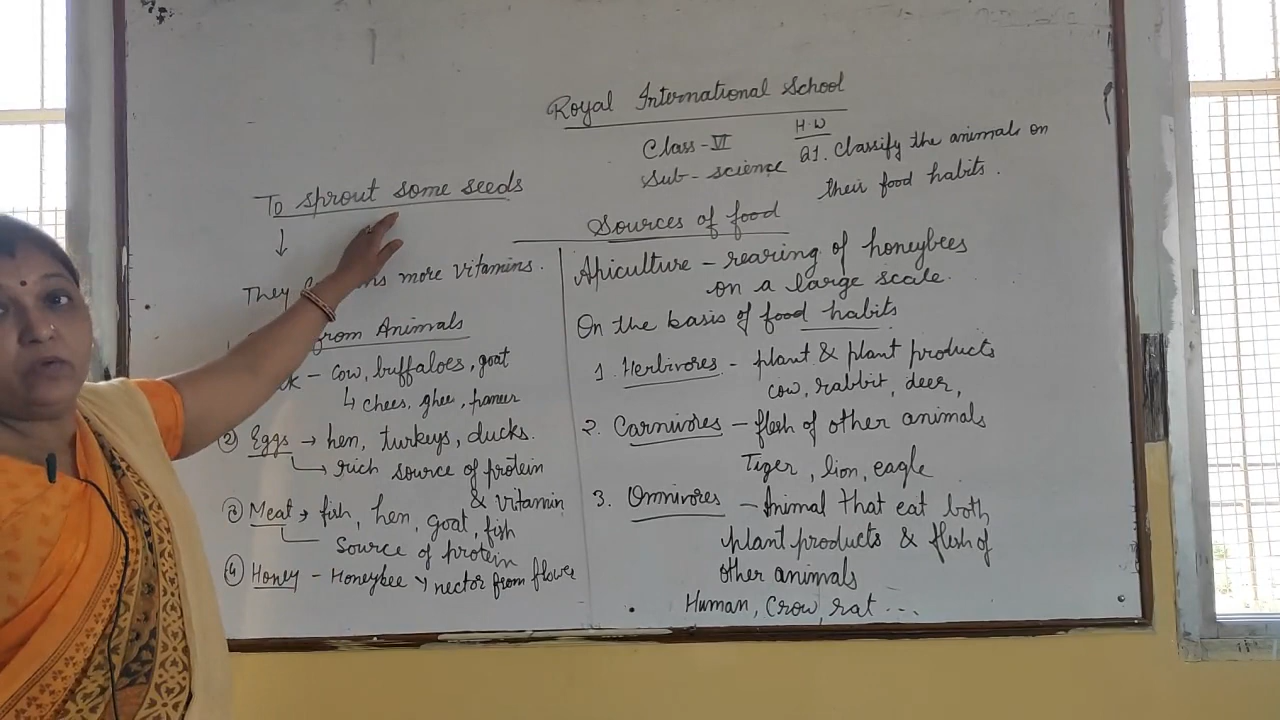 Royal International School
Class-VI
Sub-science
H.W
Q1. Classify the animals on
their food habits.
To sprout some seeds
↓
They more vitamins.
from Animals
- Cow, buffaloes, goat
↳ chees, ghee, paneer
② Eggs → hen, turkeys, ducks.
→ rich source of protein
& vitamin
③ Meat → fish, hen, goat, fish
Source of protein
④ Honey - Honeybee → nector from flower
Sources of food
Apiculture - rearing of honeybees
on a large scale.
On the basis of food habits
1. Herbivores - plant & plant products
cow, rabbit, deer,
2. Carnivores - flesh of other animals
Tiger, lion, eagle
3. Omnivores - Animal that eat both
plant products & flesh of
other animals
Human, Crow, rat ...